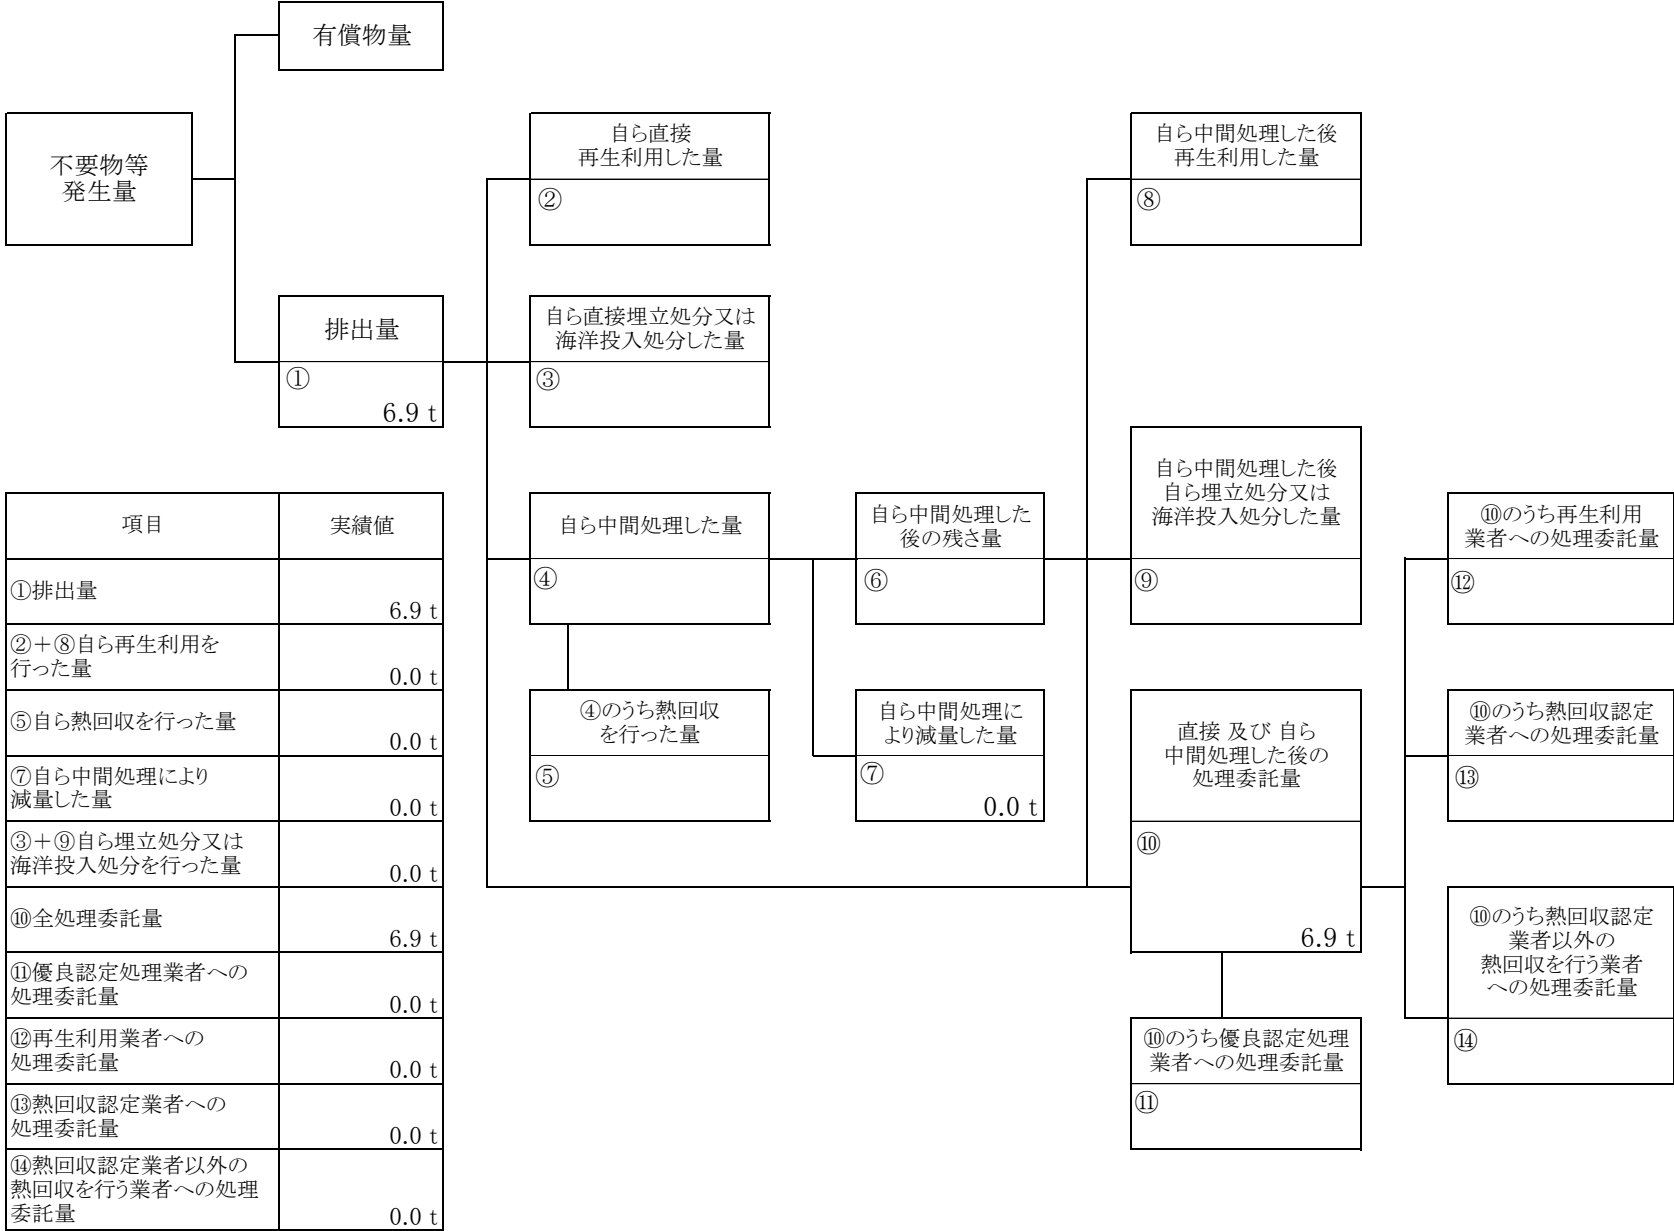 有償物量
不要物等
発生量
自ら直接
再生利用した量
②
自ら中間処理した後
再生利用した量
⑧
排出量
①
6.9 t
自ら直接埋立処分又は
海洋投入処分した量
③
自ら中間処理した量
④
自ら中間処理した
後の残さ量
⑥
自ら中間処理した後
自ら埋立処分又は
海洋投入処分した量
⑨
⑩のうち再生利用
業者への処理委託量
⑫
④のうち熱回収
を行った量
⑤
自ら中間処理に
より減量した量
⑦
0.0 t
直接 及び 自ら
中間処理した後の
処理委託量
⑩
6.9 t
⑩のうち熱回収認定
業者への処理委託量
⑬
⑩のうち熱回収認定
業者以外の
熱回収を行う業者
への処理委託量
⑭
⑩のうち優良認定処理
業者への処理委託量
⑪
項目 実績値
①排出量
6.9 t
②＋⑧自ら再生利用を
行った量
0.0 t
⑤自ら熱回収を行った量
0.0 t
⑦自ら中間処理により
減量した量
0.0 t
③＋⑨自ら埋立処分又は
海洋投入処分を行った量
0.0 t
⑩全処理委託量
6.9 t
⑪優良認定処理業者への
処理委託量
0.0 t
⑫再生利用業者への
処理委託量
0.0 t
⑬熱回収認定業者への
処理委託量
0.0 t
⑭熱回収認定業者以外の
熱回収を行う業者への処理
委託量
0.0 t